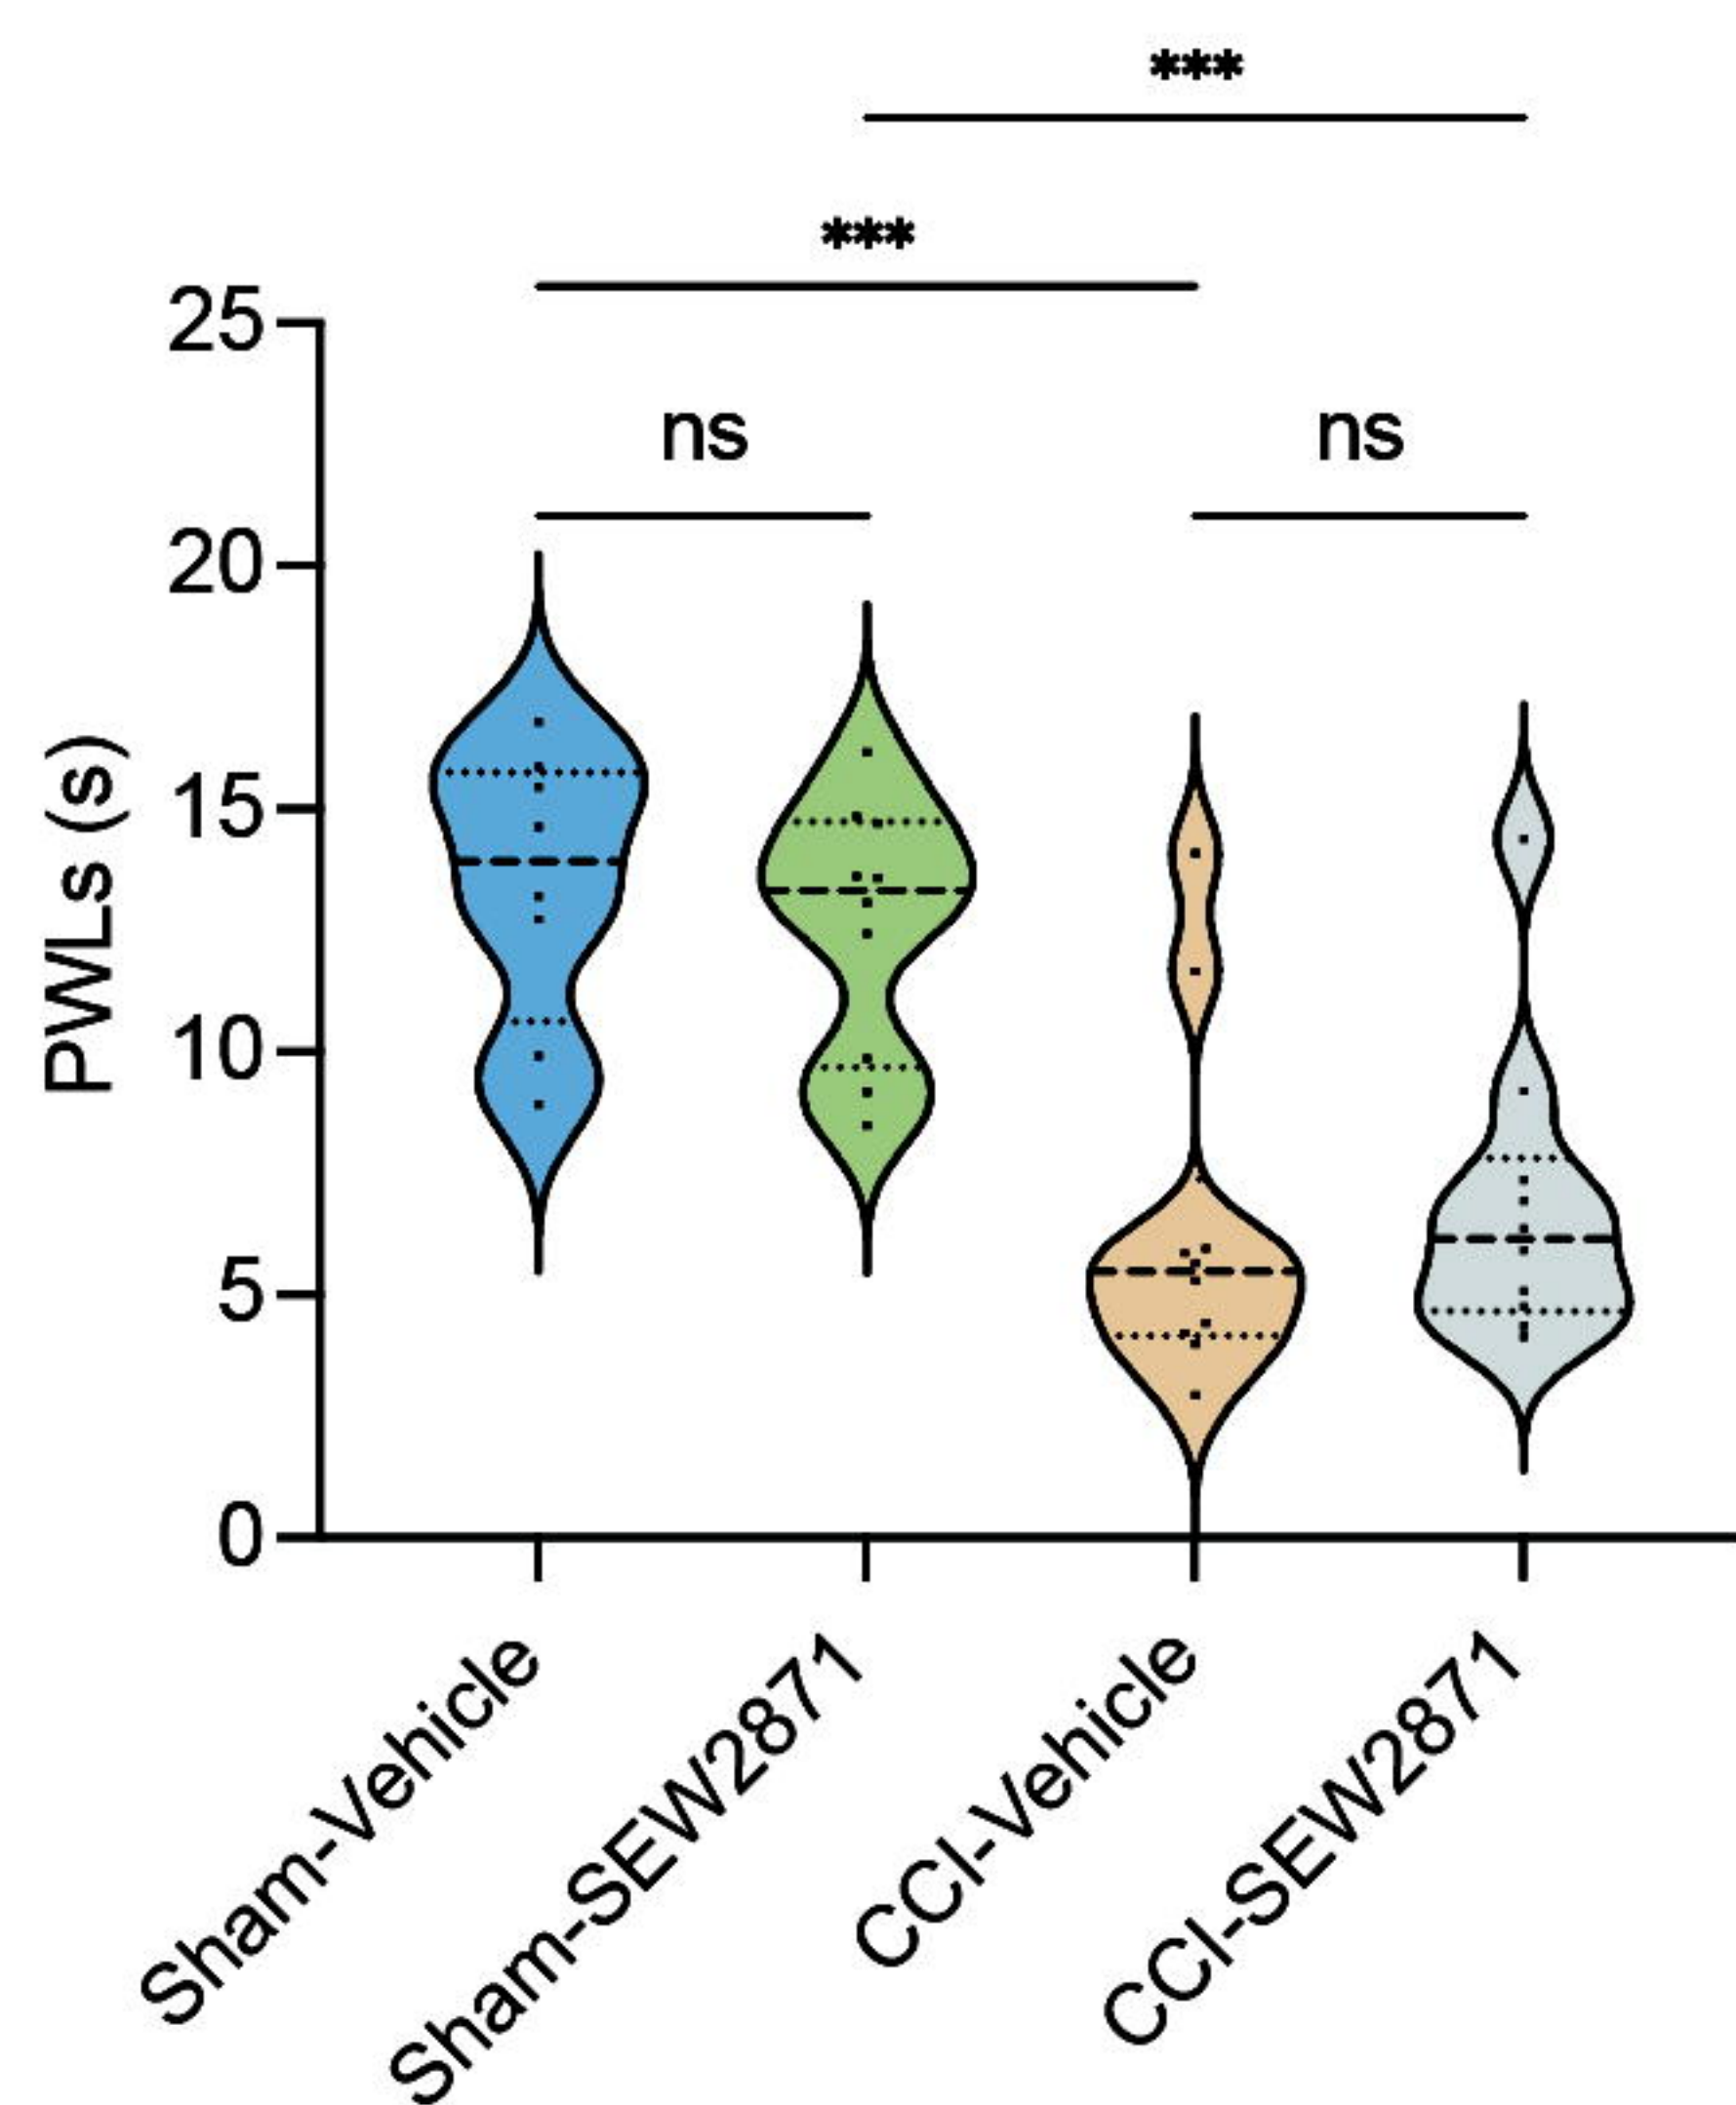 ***
***
25
ns
ns
20
15
10
5
0
PWLs (s)
Sham-Vehicle
Sham-SEW2871
CCI-Vehicle
CCI-SEW2871